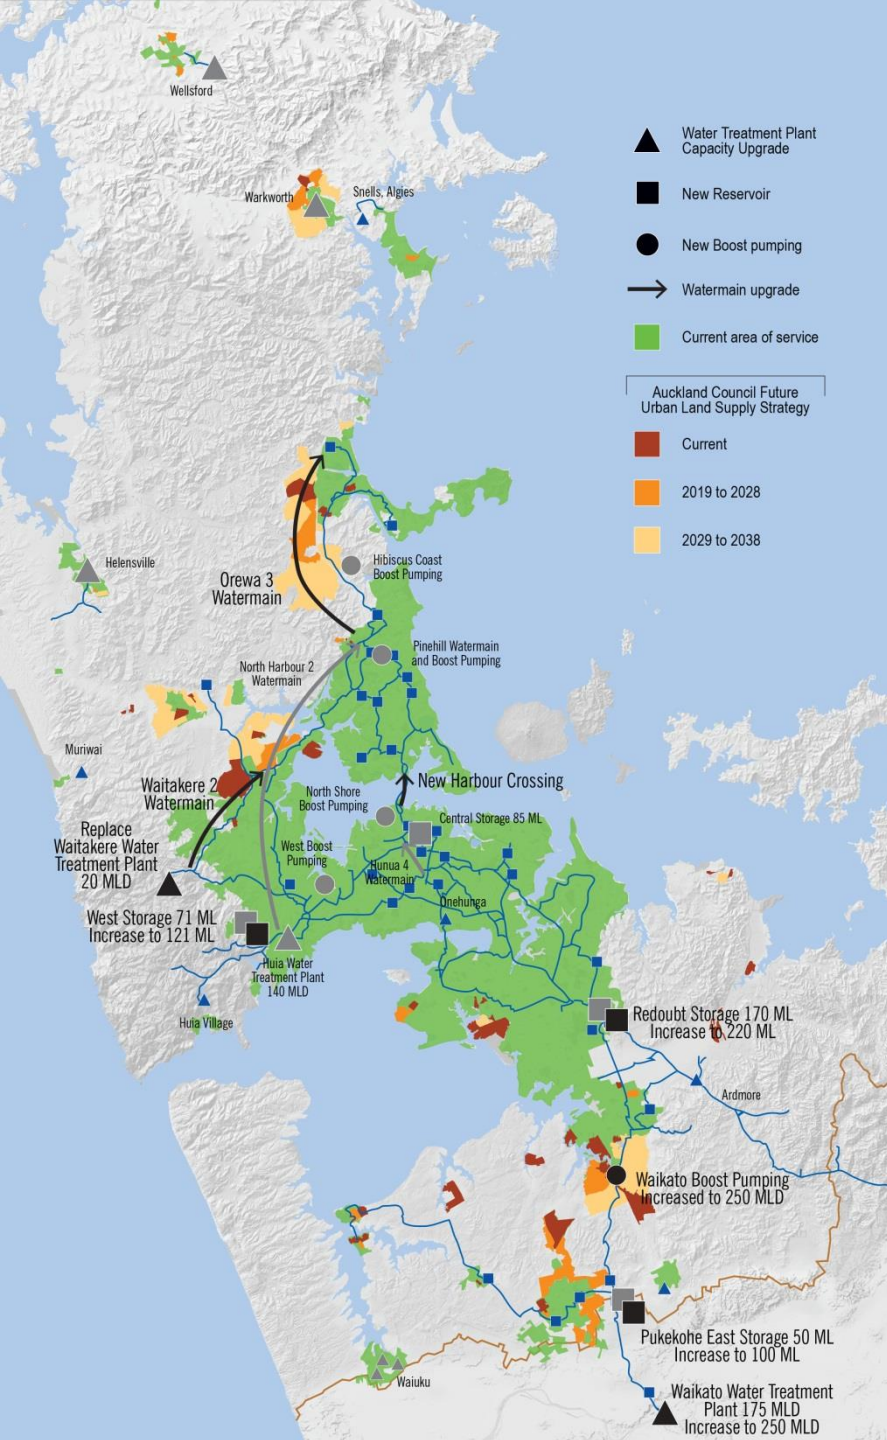 Wellsford
Warkworth
Snells, Algies
Water Treatment Plant
Capacity Upgrade
New Reservoir
New Boost pumping
Watermain upgrade
Current area of service
Auckland Council Future
Urban Land Supply Strategy
Current
2019 to 2028
2029 to 2038
Helensville
Hibiscus Coast
Boost Pumping
Orewa 3
Watermain
Pinehill Watermain
and Boost Pumping
North Harbour 2
Watermain
Muriwai
Waitakere 2
Watermain
New Harbour Crossing
North Shore
Boost Pumping
Central Storage 85 ML
Replace
Waitakere Water
Treatment Plant
20 MLD
West Boost
Pumping
Hunua 4
Watermain
Onehunga
West Storage 71 ML
Increase to 121 ML
Huia Water
Treatment Plant
140 MLD
Huia Village
Redoubt Storage 170 ML
Increase to 220 ML
Ardmore
Waikato Boost Pumping
Increased to 250 MLD
Pukekohe East Storage 50 ML
Increase to 100 ML
Waiuku
Waikato Water Treatment
Plant 175 MLD
Increase to 250 MLD